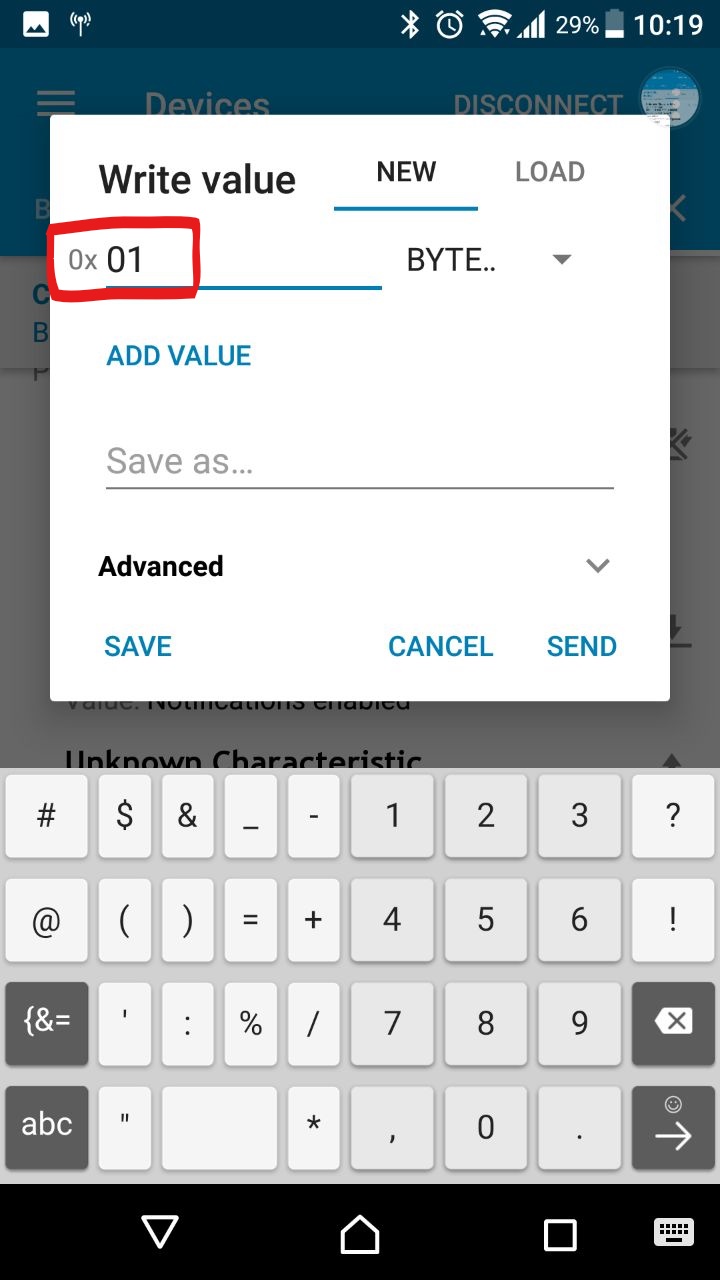 29% 10:19
Devices DISCONNECT
Write value NEW LOAD
0x 01 BYTE..
ADD VALUE
Save as...
Advanced
SAVE CANCEL SEND
Value: Notifications enabled
Unknown Characteristic
# $ & _ - 1 2 3 ?
@ ( ) = + 4 5 6 !
{&= ' : % / 7 8 9
abc " * , 0 .